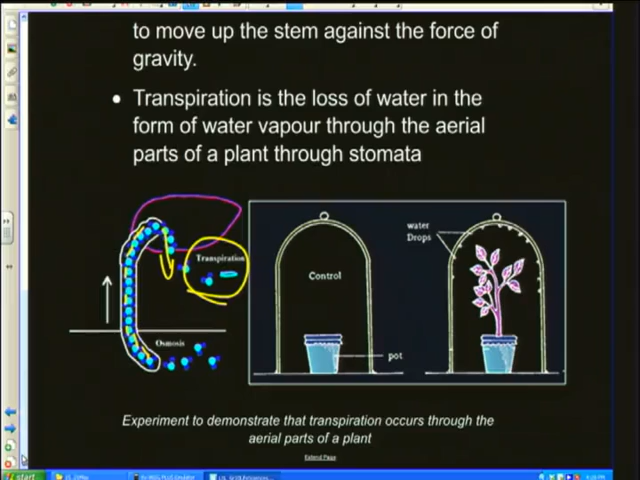 to move up the stem against the force of
gravity.
• Transpiration is the loss of water in the
form of water vapour through the aerial
parts of a plant through stomata
water
Drops
Transpiration
Control
Osmosis
pot
Experiment to demonstrate that transpiration occurs through the
aerial parts of a plant
Extend Page
start